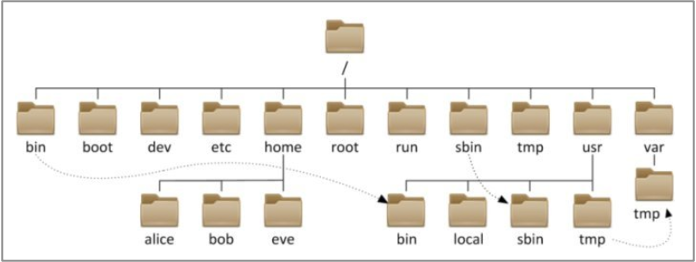 /
bin boot dev etc home root run sbin tmp usr var
tmp
alice bob eve bin local sbin tmp